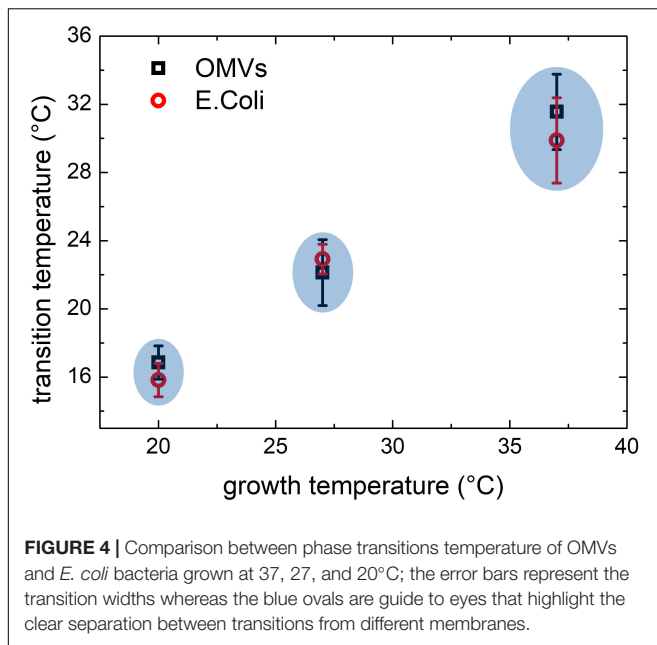 36
32
28
24
20
16
transition temperature (°C)
OMVs
E.Coli
20 25 30 35 40
growth temperature (°C)
FIGURE 4 | Comparison between phase transitions temperature of OMVs
and E. coli bacteria grown at 37, 27, and 20°C; the error bars represent the
transition widths whereas the blue ovals are guide to eyes that highlight the
clear separation between transitions from different membranes.